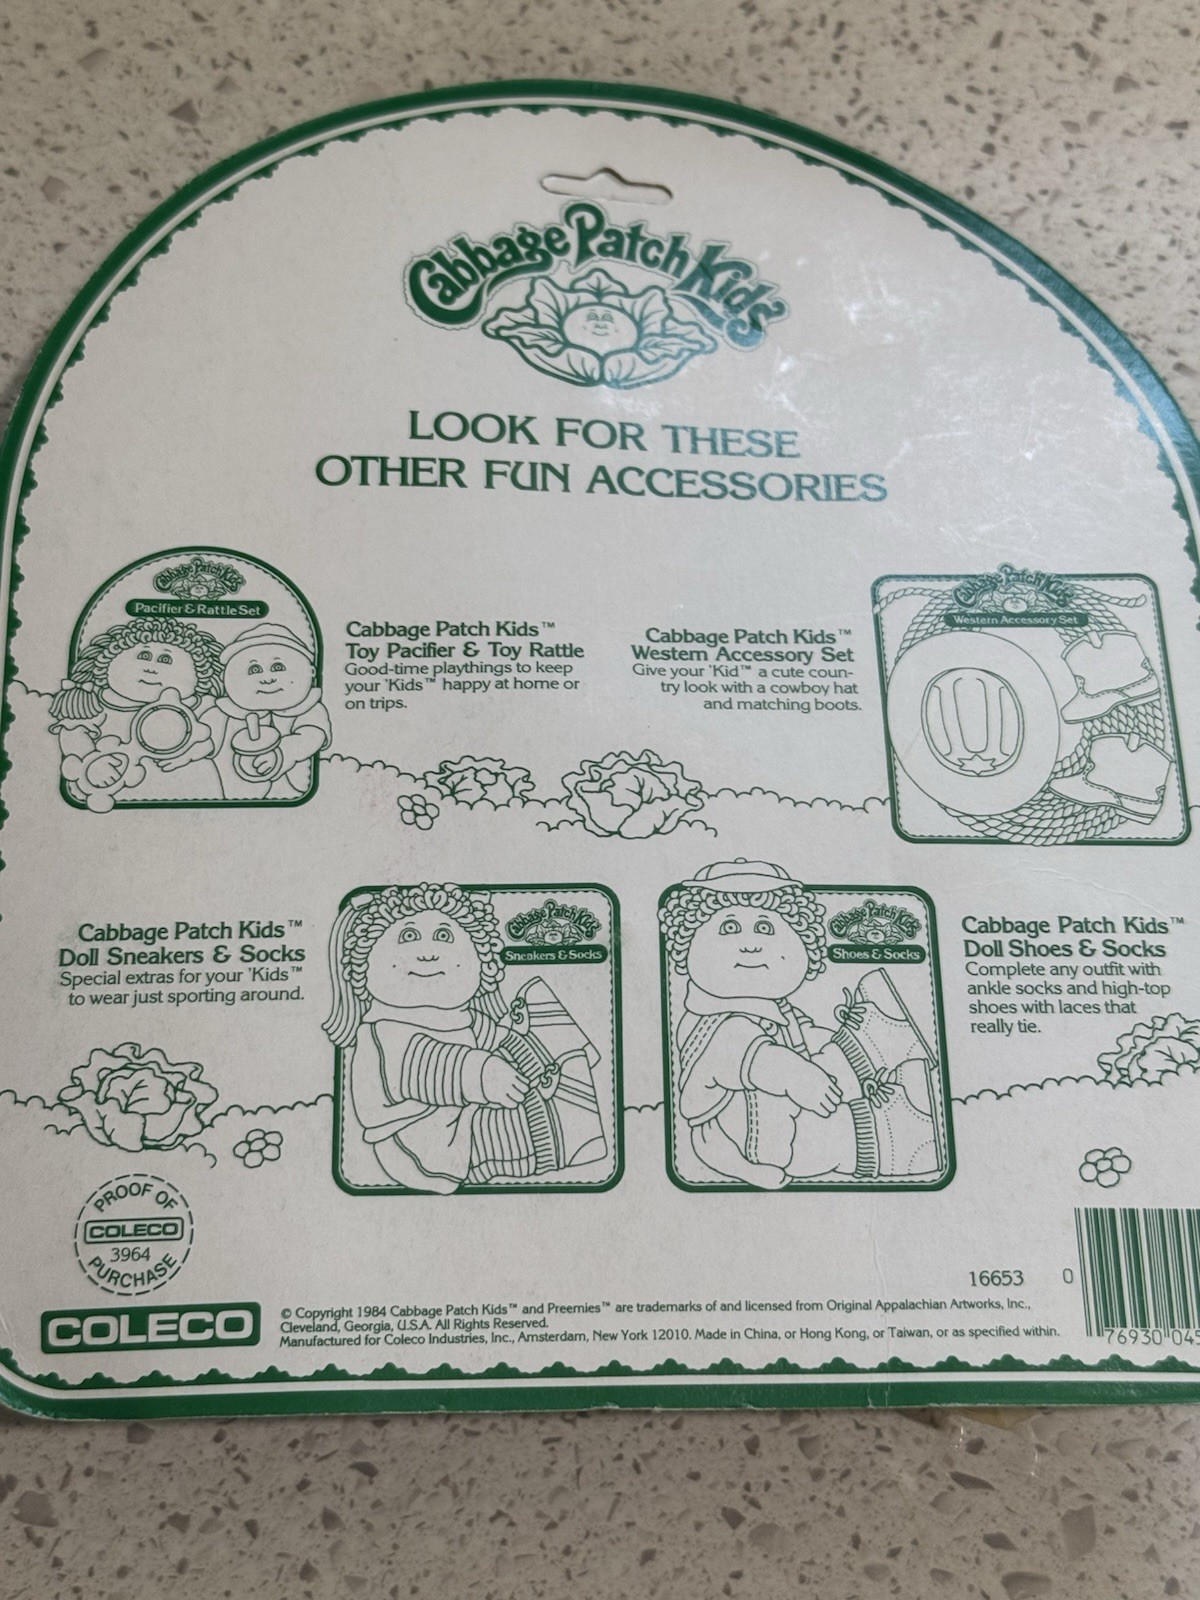 Cabbage Patch Kids
LOOK FOR THESE
OTHER FUN ACCESSORIES
Cabbage Patch Kids
Pacifier & Rattle Set
Cabbage Patch Kids™
Toy Pacifier & Toy Rattle
Good-time playthings to keep
your 'Kids™ happy at home or
on trips.
Cabbage Patch Kids™
Western Accessory Set
Give your 'Kid™ a cute coun-
try look with a cowboy hat
and matching boots.
Cabbage Patch Kids
Western Accessory Set
Cabbage Patch Kids™
Doll Sneakers & Socks
Special extras for your 'Kids™
to wear just sporting around.
Cabbage Patch Kids
Sneakers & Socks
Cabbage Patch Kids
Shoes & Socks
Cabbage Patch Kids™
Doll Shoes & Socks
Complete any outfit with
ankle socks and high-top
shoes with laces that
really tie.
PROOF OF
COLECO
3964
PURCHASE
16653
0
76930 045
COLECO
© Copyright 1984 Cabbage Patch Kids™ and Preemies™ are trademarks of and licensed from Original Appalachian Artworks, Inc.,
Cleveland, Georgia, U.S.A. All Rights Reserved.
Manufactured for Coleco Industries, Inc., Amsterdam, New York 12010. Made in China, or Hong Kong, or Taiwan, or as specified within.